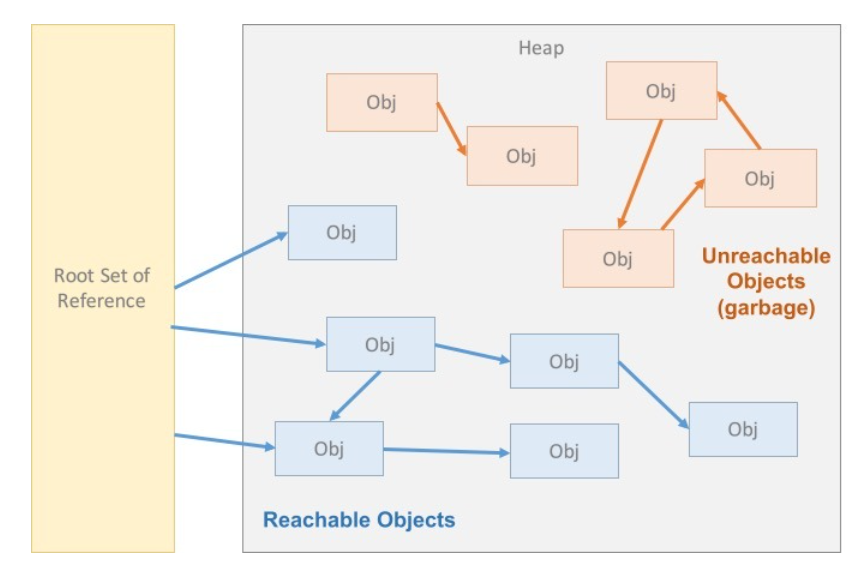 Heap
Obj
Obj
Obj
Obj
Obj
Obj
Unreachable
Objects
(garbage)
Root Set of
Reference
Obj
Obj
Obj
Obj
Obj
Reachable Objects